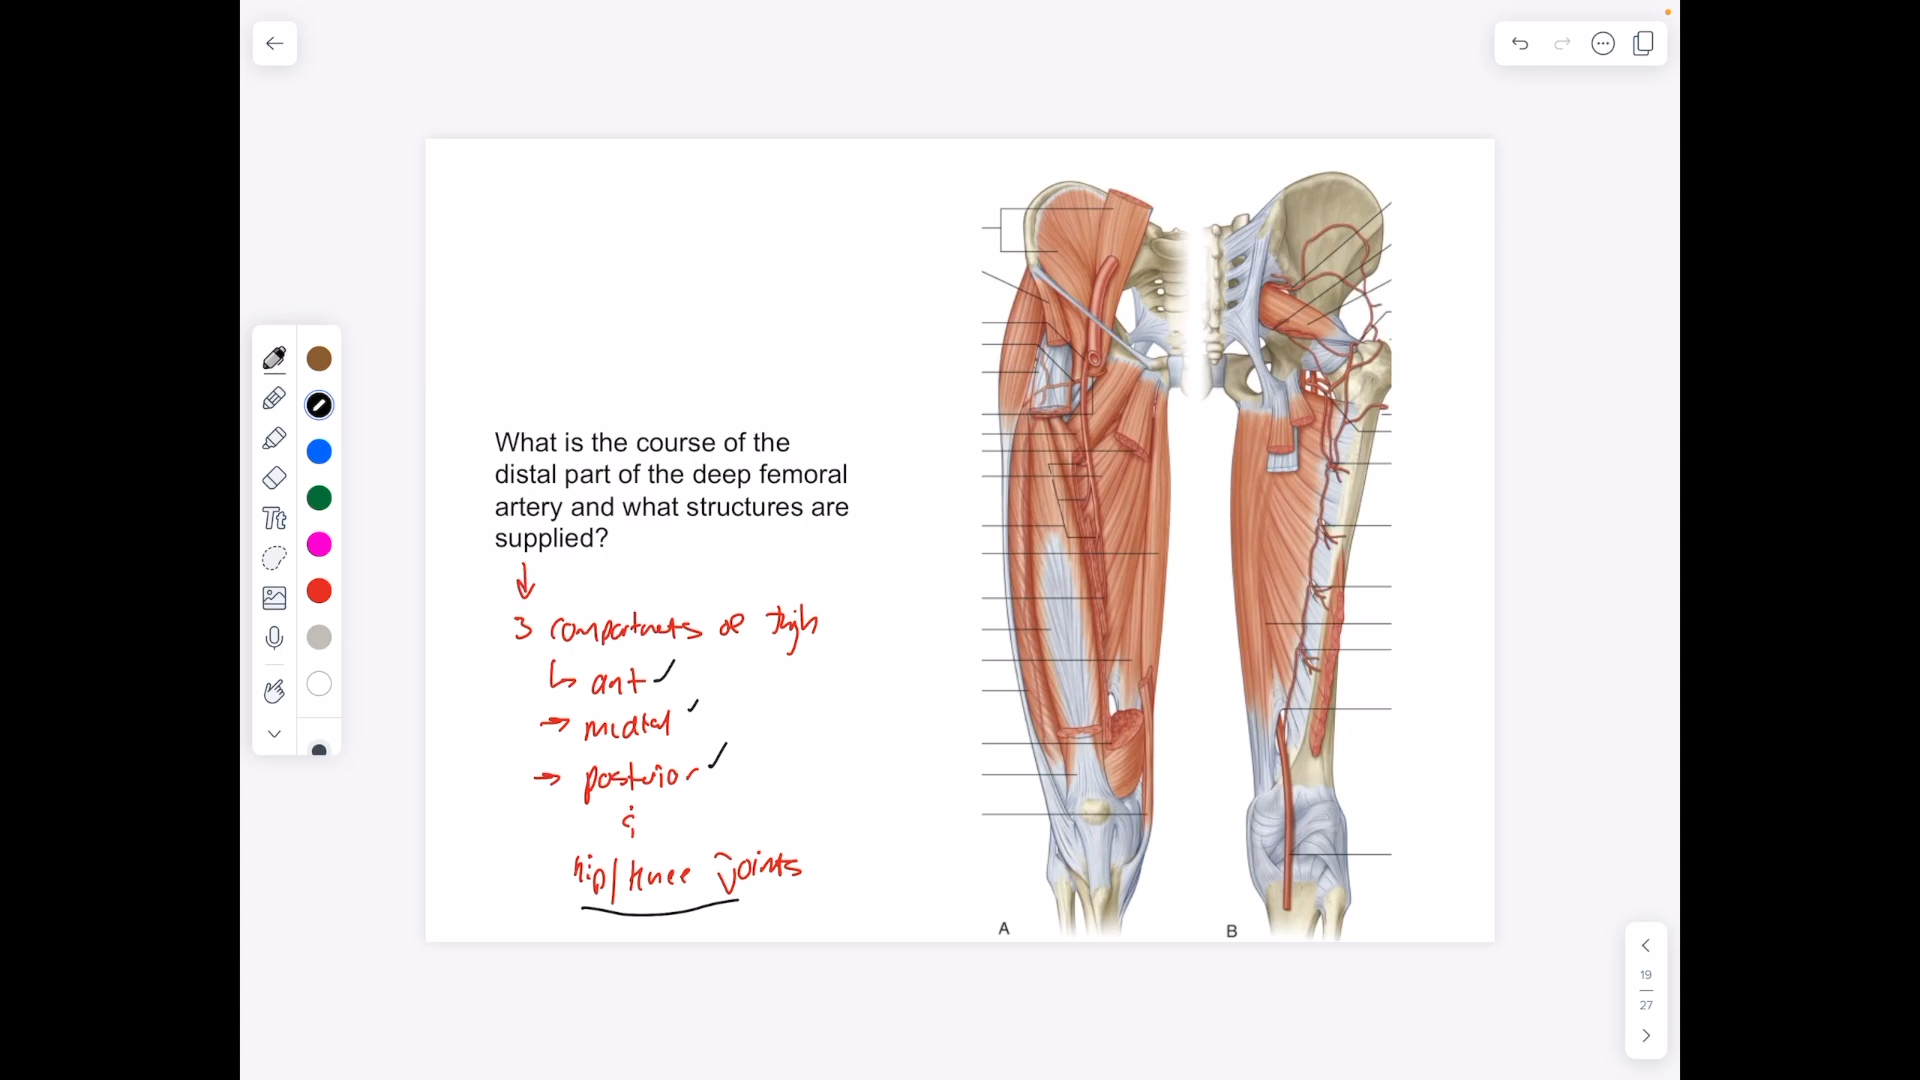 Tt
What is the course of the
distal part of the deep femoral
artery and what structures are
supplied?
3 compartments of thigh
ant
medial
posterior
hip/knee joints
A
B
19
27